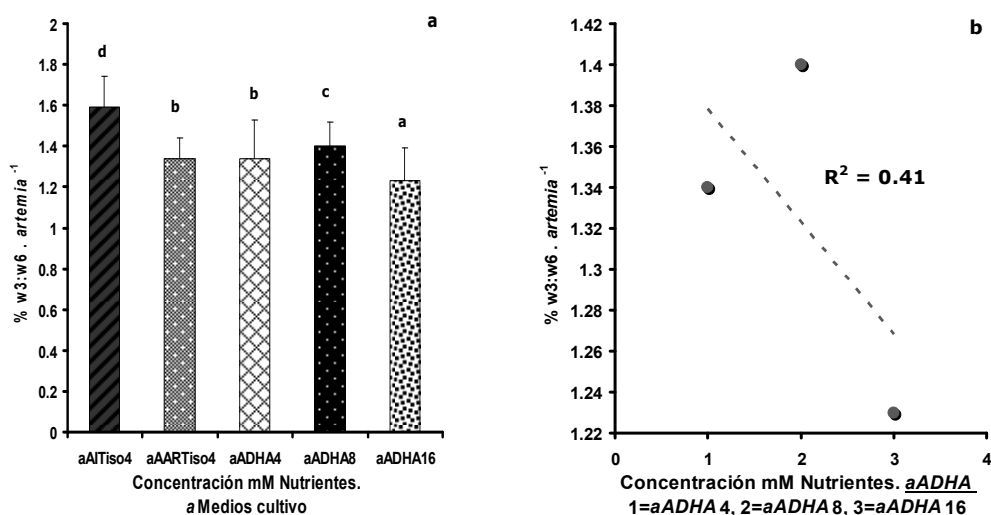 a
% w3:w6 . artemia -1
2
1.8
1.6
1.4
1.2
1
0.8
0.6
0.4
0.2
0
d
b
b
c
a
aAITiso4 aAARTiso4 aADHA4 aADHA8 aADHA16
Concentración mM Nutrientes.
a Medios cultivo
b
% w3:w6 . artemia -1
1.42
1.4
1.38
1.36
1.34
1.32
1.3
1.28
1.26
1.24
1.22
R2 = 0.41
0 1 2 3 4
Concentración mM Nutrientes. aADHA
1=aADHA 4, 2=aADHA 8, 3=aADHA 16